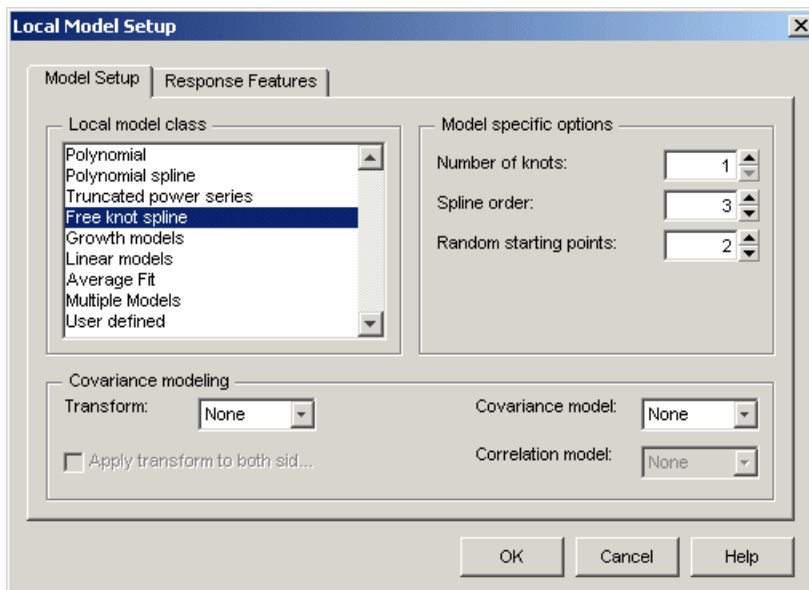 Local Model Setup
Model Setup
Response Features
Local model class
Polynomial
Polynomial spline
Truncated power series
Free knot spline
Growth models
Linear models
Average Fit
Multiple Models
User defined
Model specific options
Number of knots: 1
Spline order: 3
Random starting points: 2
Covariance modeling
Transform: None
Apply transform to both sid...
Covariance model: None
Correlation model: None
OK
Cancel
Help